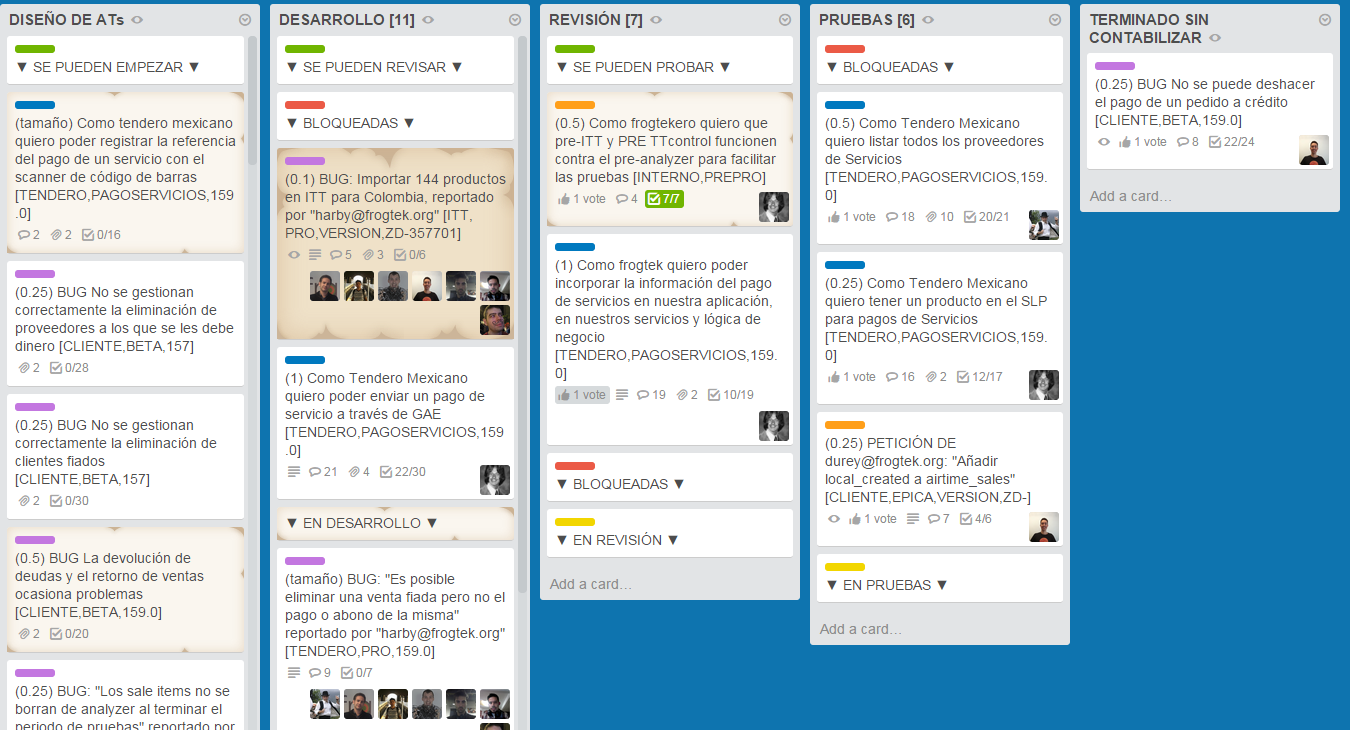 DISEÑO DE ATs
▼ SE PUEDEN EMPEZAR ▼
(tamaño) Como tendero mexicano
quiero poder registrar la referencia
del pago de un servicio con el
scanner de código de barras
[TENDERO,PAGOSERVICIOS,159
.0]
2 2 0/16
(0.25) BUG No se gestionan
correctamente la eliminación de
proveedores a los que se les debe
dinero [CLIENTE,BETA,157]
2 0/28
(0.25) BUG No se gestionan
correctamente la eliminación de
clientes fiados
[CLIENTE,BETA,157]
2 0/30
(0.5) BUG La devolución de
deudas y el retorno de ventas
ocasiona problemas
[CLIENTE,BETA,159.0]
2 0/20
(0.25) BUG: "Los sale items no se
borran de analyzer al terminar el
periodo de pruebas" reportado por
DESARROLLO [11]
▼ SE PUEDEN REVISAR ▼
▼ BLOQUEADAS ▼
(0.1) BUG: Importar 144 productos
en ITT para Colombia, reportado
por "harby@frogtek.org" [ITT,
PRO,VERSION,ZD-357701]
5 3 0/6
(1) Como Tendero Mexicano
quiero poder enviar un pago de
servicio a través de GAE
[TENDERO,PAGOSERVICIOS,159
.0]
21 4 22/30
▼ EN DESARROLLO ▼
(tamaño) BUG: "Es posible
eliminar una venta fiada pero no el
pago o abono de la misma"
reportado por "harby@frogtek.org"
[TENDERO,PRO,159.0]
9 0/7
REVISIÓN [7]
▼ SE PUEDEN PROBAR ▼
(0.5) Como frogtekero quiero que
pre-ITT y PRE TTcontrol funcionen
contra el pre-analyzer para facilitar
las pruebas [INTERNO,PREPRO]
1 vote 4 7/7
(1) Como frogtek quiero poder
incorporar la información del pago
de servicios en nuestra aplicación,
en nuestros servicios y lógica de
negocio
[TENDERO,PAGOSERVICIOS,159.
0]
1 vote 19 2 10/19
▼ BLOQUEADAS ▼
▼ EN REVISIÓN ▼
Add a card...
PRUEBAS [6]
▼ BLOQUEADAS ▼
(0.5) Como Tendero Mexicano
quiero listar todos los proveedores
de Servicios
[TENDERO,PAGOSERVICIOS,159.
0]
1 vote 18 10 20/21
(0.25) Como Tendero Mexicano
quiero tener un producto en el SLP
para pagos de Servicios
[TENDERO,PAGOSERVICIOS,159.
0]
1 vote 16 2 12/17
(0.25) PETICIÓN DE
durey@frogtek.org: "Añadir
local_created a airtime_sales"
[CLIENTE,EPICA,VERSION,ZD-]
1 vote 7 4/6
▼ EN PRUEBAS ▼
Add a card...
TERMINADO SIN
CONTABILIZAR
(0.25) BUG No se puede deshacer
el pago de un pedido a crédito
[CLIENTE,BETA,159.0]
1 vote 8 22/24
Add a card...